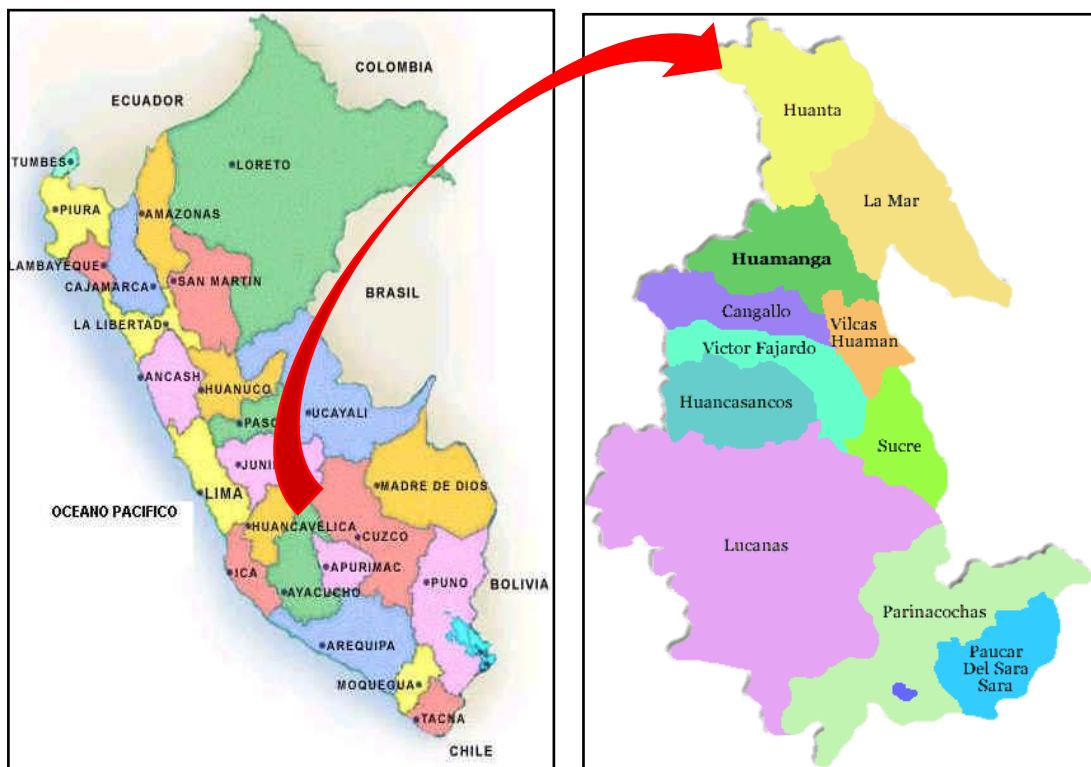 COLOMBIA
ECUADOR
TUMBES
LORETO
PIURA
AMAZONAS
LAMBAYEQUE
SAN MARTIN
CAJAMARCA
BRASIL
LA LIBERTAD
ANCASH
HUANUCO
UCAYALI
PASC
JUNI
LIMA
MADRE DE DIOS
OCEANO PACIFICO
HUANCAVELICA
CUZCO
ICA
APURIMAC
PUNO
BOLIVIA
AYACUCHO
AREQUIPA
MOQUEGUA
TACNA
CHILE
Huanta
La Mar
Huamanga
Cangallo
Vilcas
Huaman
Victor Fajardo
Huancasancos
Sucre
Lucanas
Parinacochas
Paucar
Del Sara
Sara